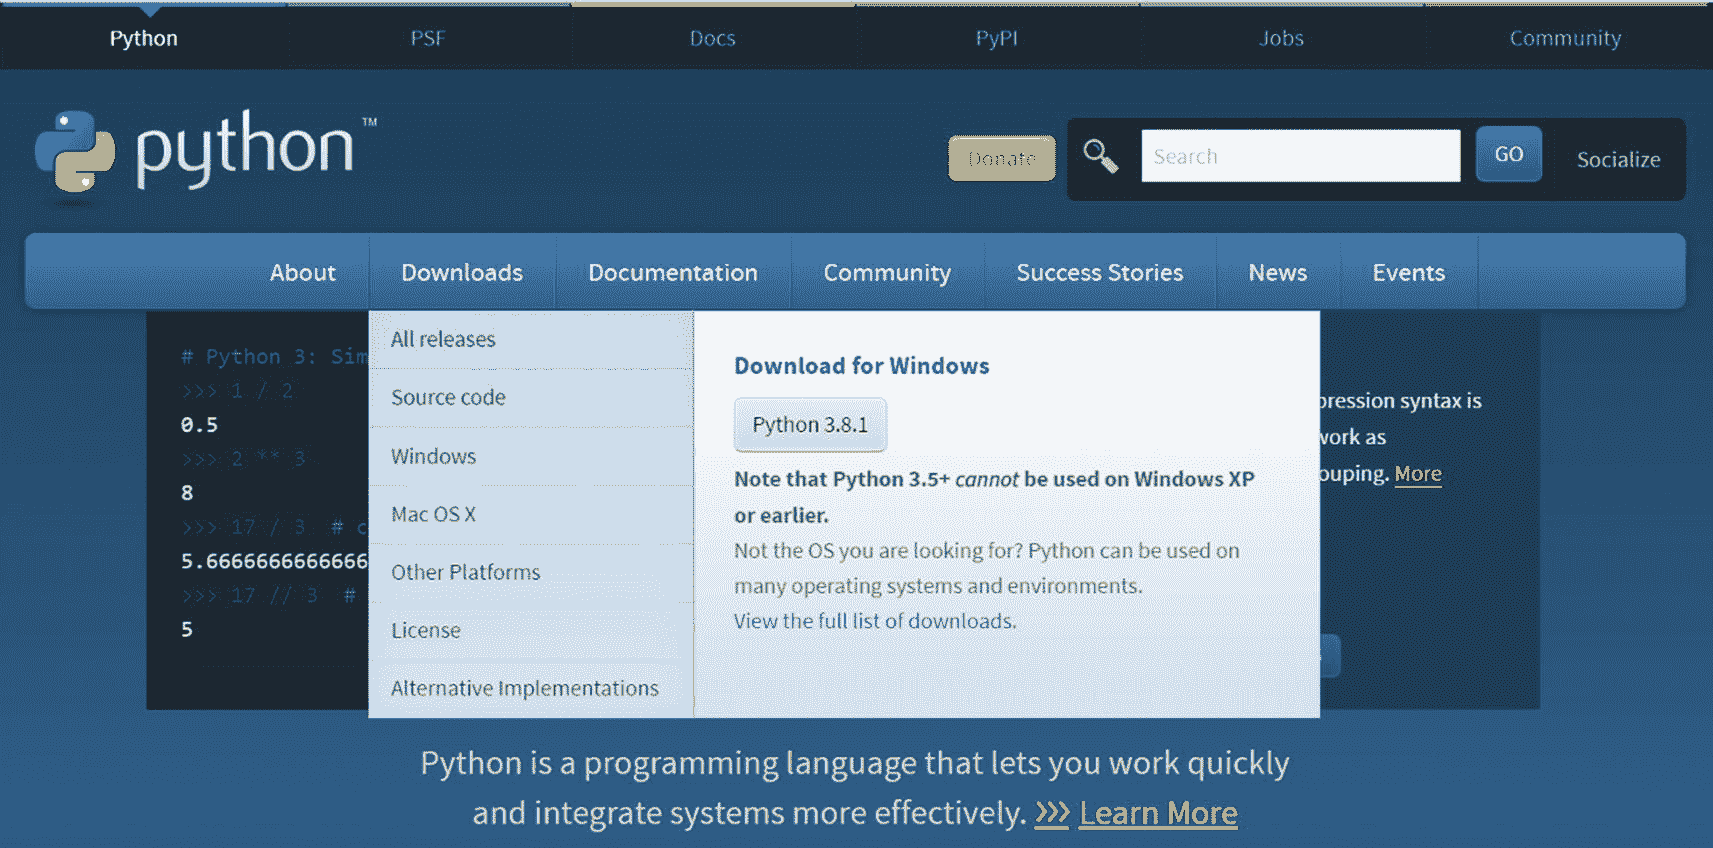 Python PSF Docs PyPI Jobs Community
python™
Donate Search GO Socialize
About Downloads Documentation Community Success Stories News Events
# Python 3: Sim
>>> 1 / 2
0.5
>>> 2 ** 3
8
>>> 17 / 3 # c
5.66666666666666
>>> 17 // 3 #
5
All releases
Source code
Windows
Mac OS X
Other Platforms
License
Alternative Implementations
Download for Windows
Python 3.8.1
Note that Python 3.5+ cannot be used on Windows XP
or earlier.
Not the OS you are looking for? Python can be used on
many operating systems and environments.
View the full list of downloads.
pression syntax is
work as
ouping. More
Python is a programming language that lets you work quickly
and integrate systems more effectively. >>> Learn More